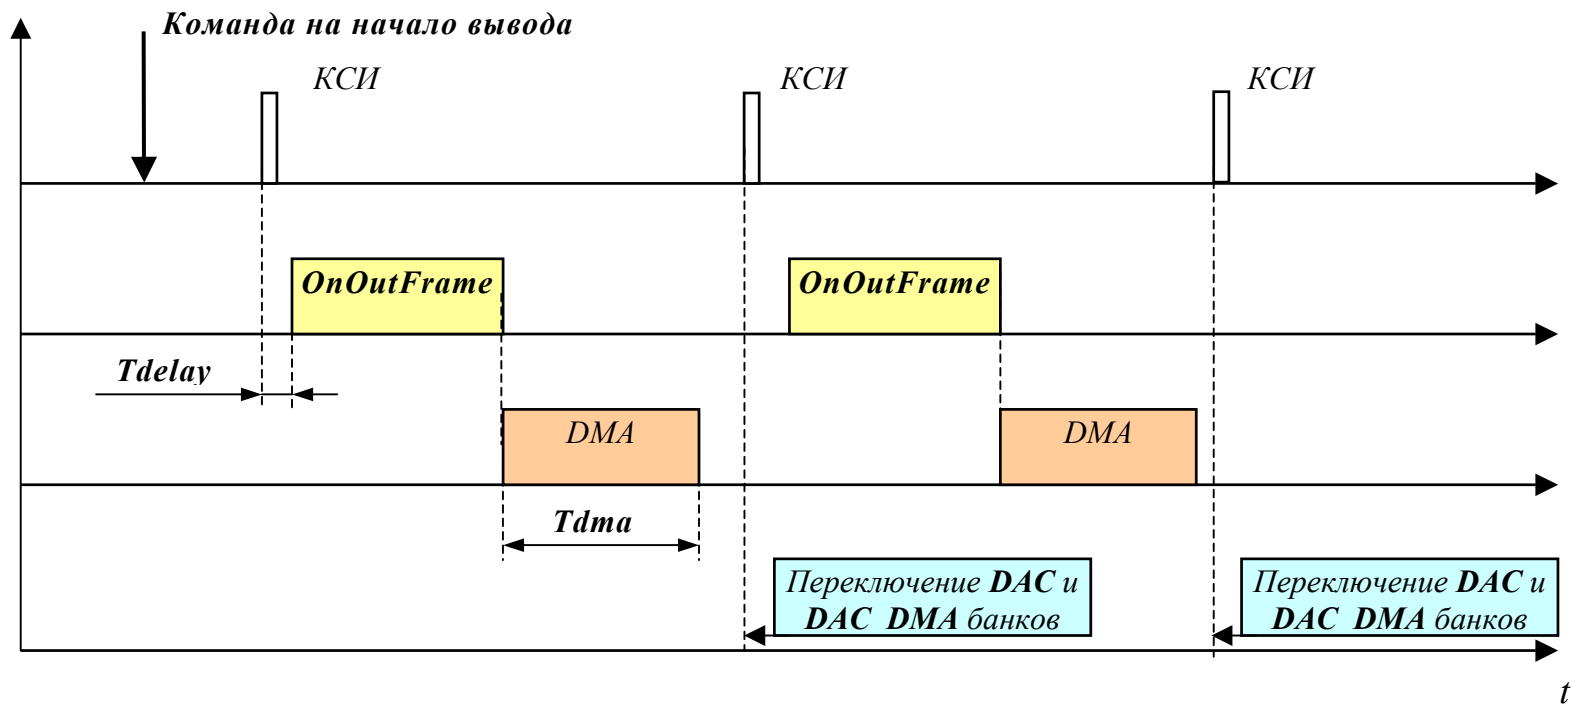 Команда на начало вывода
КСИ КСИ КСИ
OnOutFrame OnOutFrame
Tdelay
DMA DMA
Tdma
Переключение DAC и
DAC DMA банков
Переключение DAC и
DAC DMA банков
t